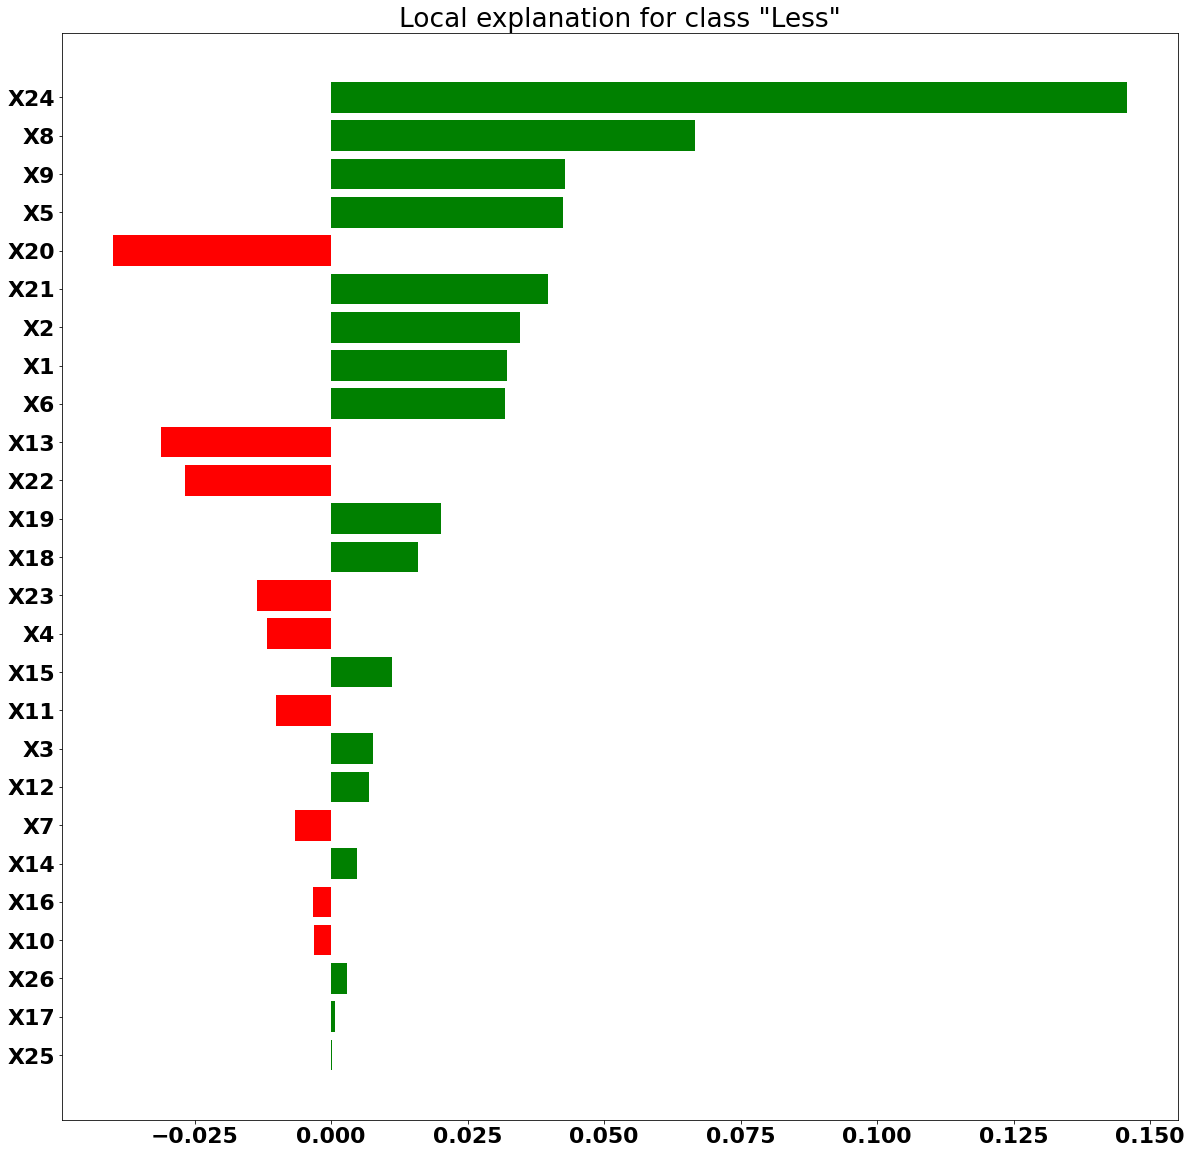 Local explanation for class "Less"
X24
X8
X9
X5
X20
X21
X2
X1
X6
X13
X22
X19
X18
X23
X4
X15
X11
X3
X12
X7
X14
X16
X10
X26
X17
X25
−0.025 0.000 0.025 0.050 0.075 0.100 0.125 0.150